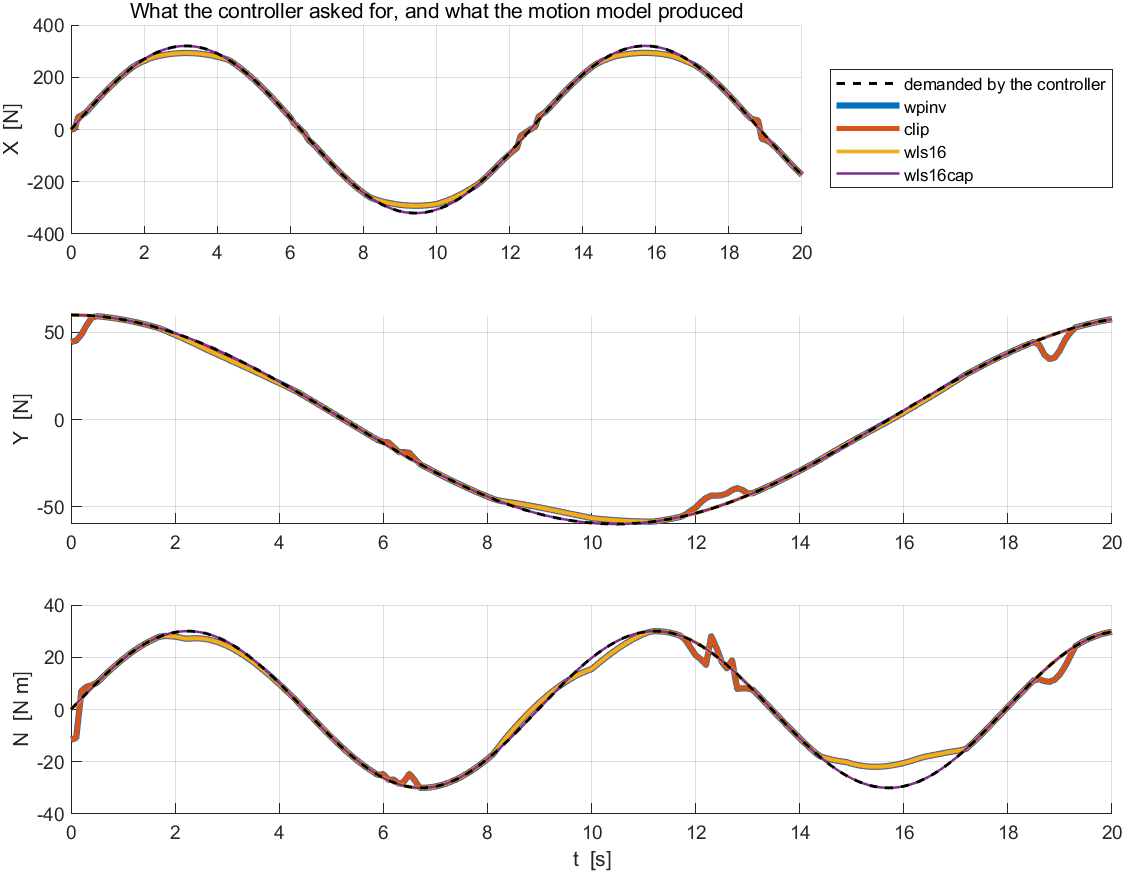 What the controller asked for, and what the motion model produced
400
200
0
-200
-400
X [N]
0 2 4 6 8 10 12 14 16 18 20
demanded by the controller
wpinv
clip
wls16
wls16cap
50
0
-50
Y [N]
0 2 4 6 8 10 12 14 16 18 20
40
20
0
-20
-40
N [N m]
0 2 4 6 8 10 12 14 16 18 20
t [s]